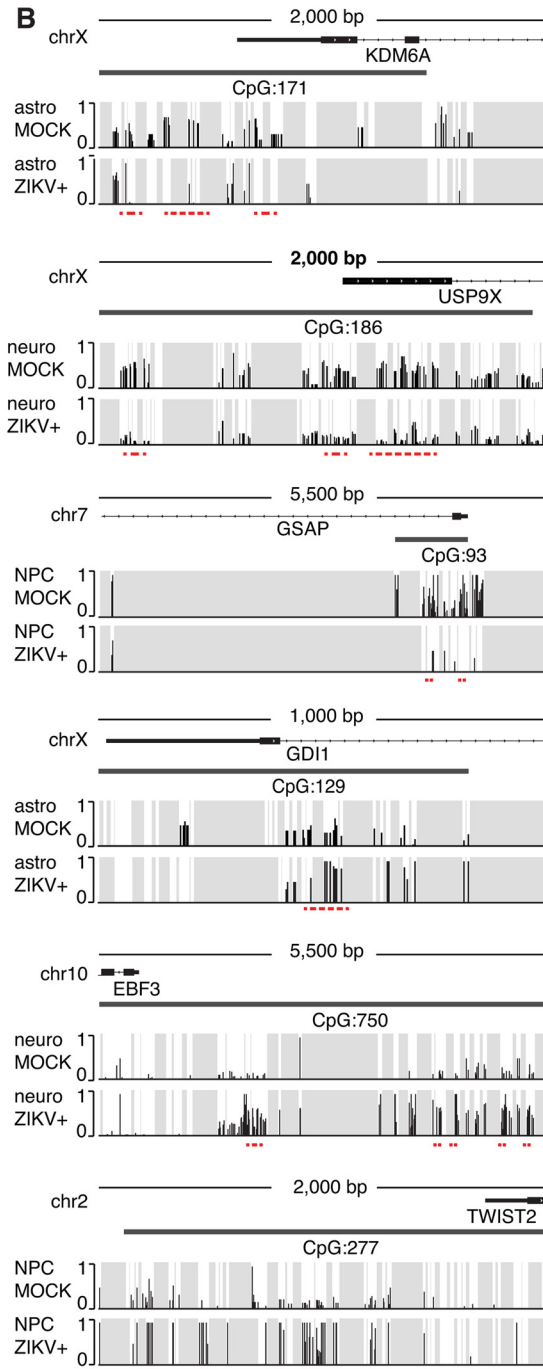 B
2,000 bp
chrX
KDM6A
CpG:171
astro 1
MOCK
0
astro 1
ZIKV+
0
2,000 bp
chrX
USP9X
CpG:186
neuro 1
MOCK
0
neuro 1
ZIKV+
0
5,500 bp
chr7
GSAP
CpG:93
NPC 1
MOCK
0
NPC 1
ZIKV+
0
1,000 bp
chrX
GDI1
CpG:129
astro 1
MOCK
0
astro 1
ZIKV+
0
5,500 bp
chr10
EBF3
CpG:750
neuro 1
MOCK
0
neuro 1
ZIKV+
0
2,000 bp
chr2
TWIST2
CpG:277
NPC 1
MOCK
0
NPC 1
ZIKV+
0